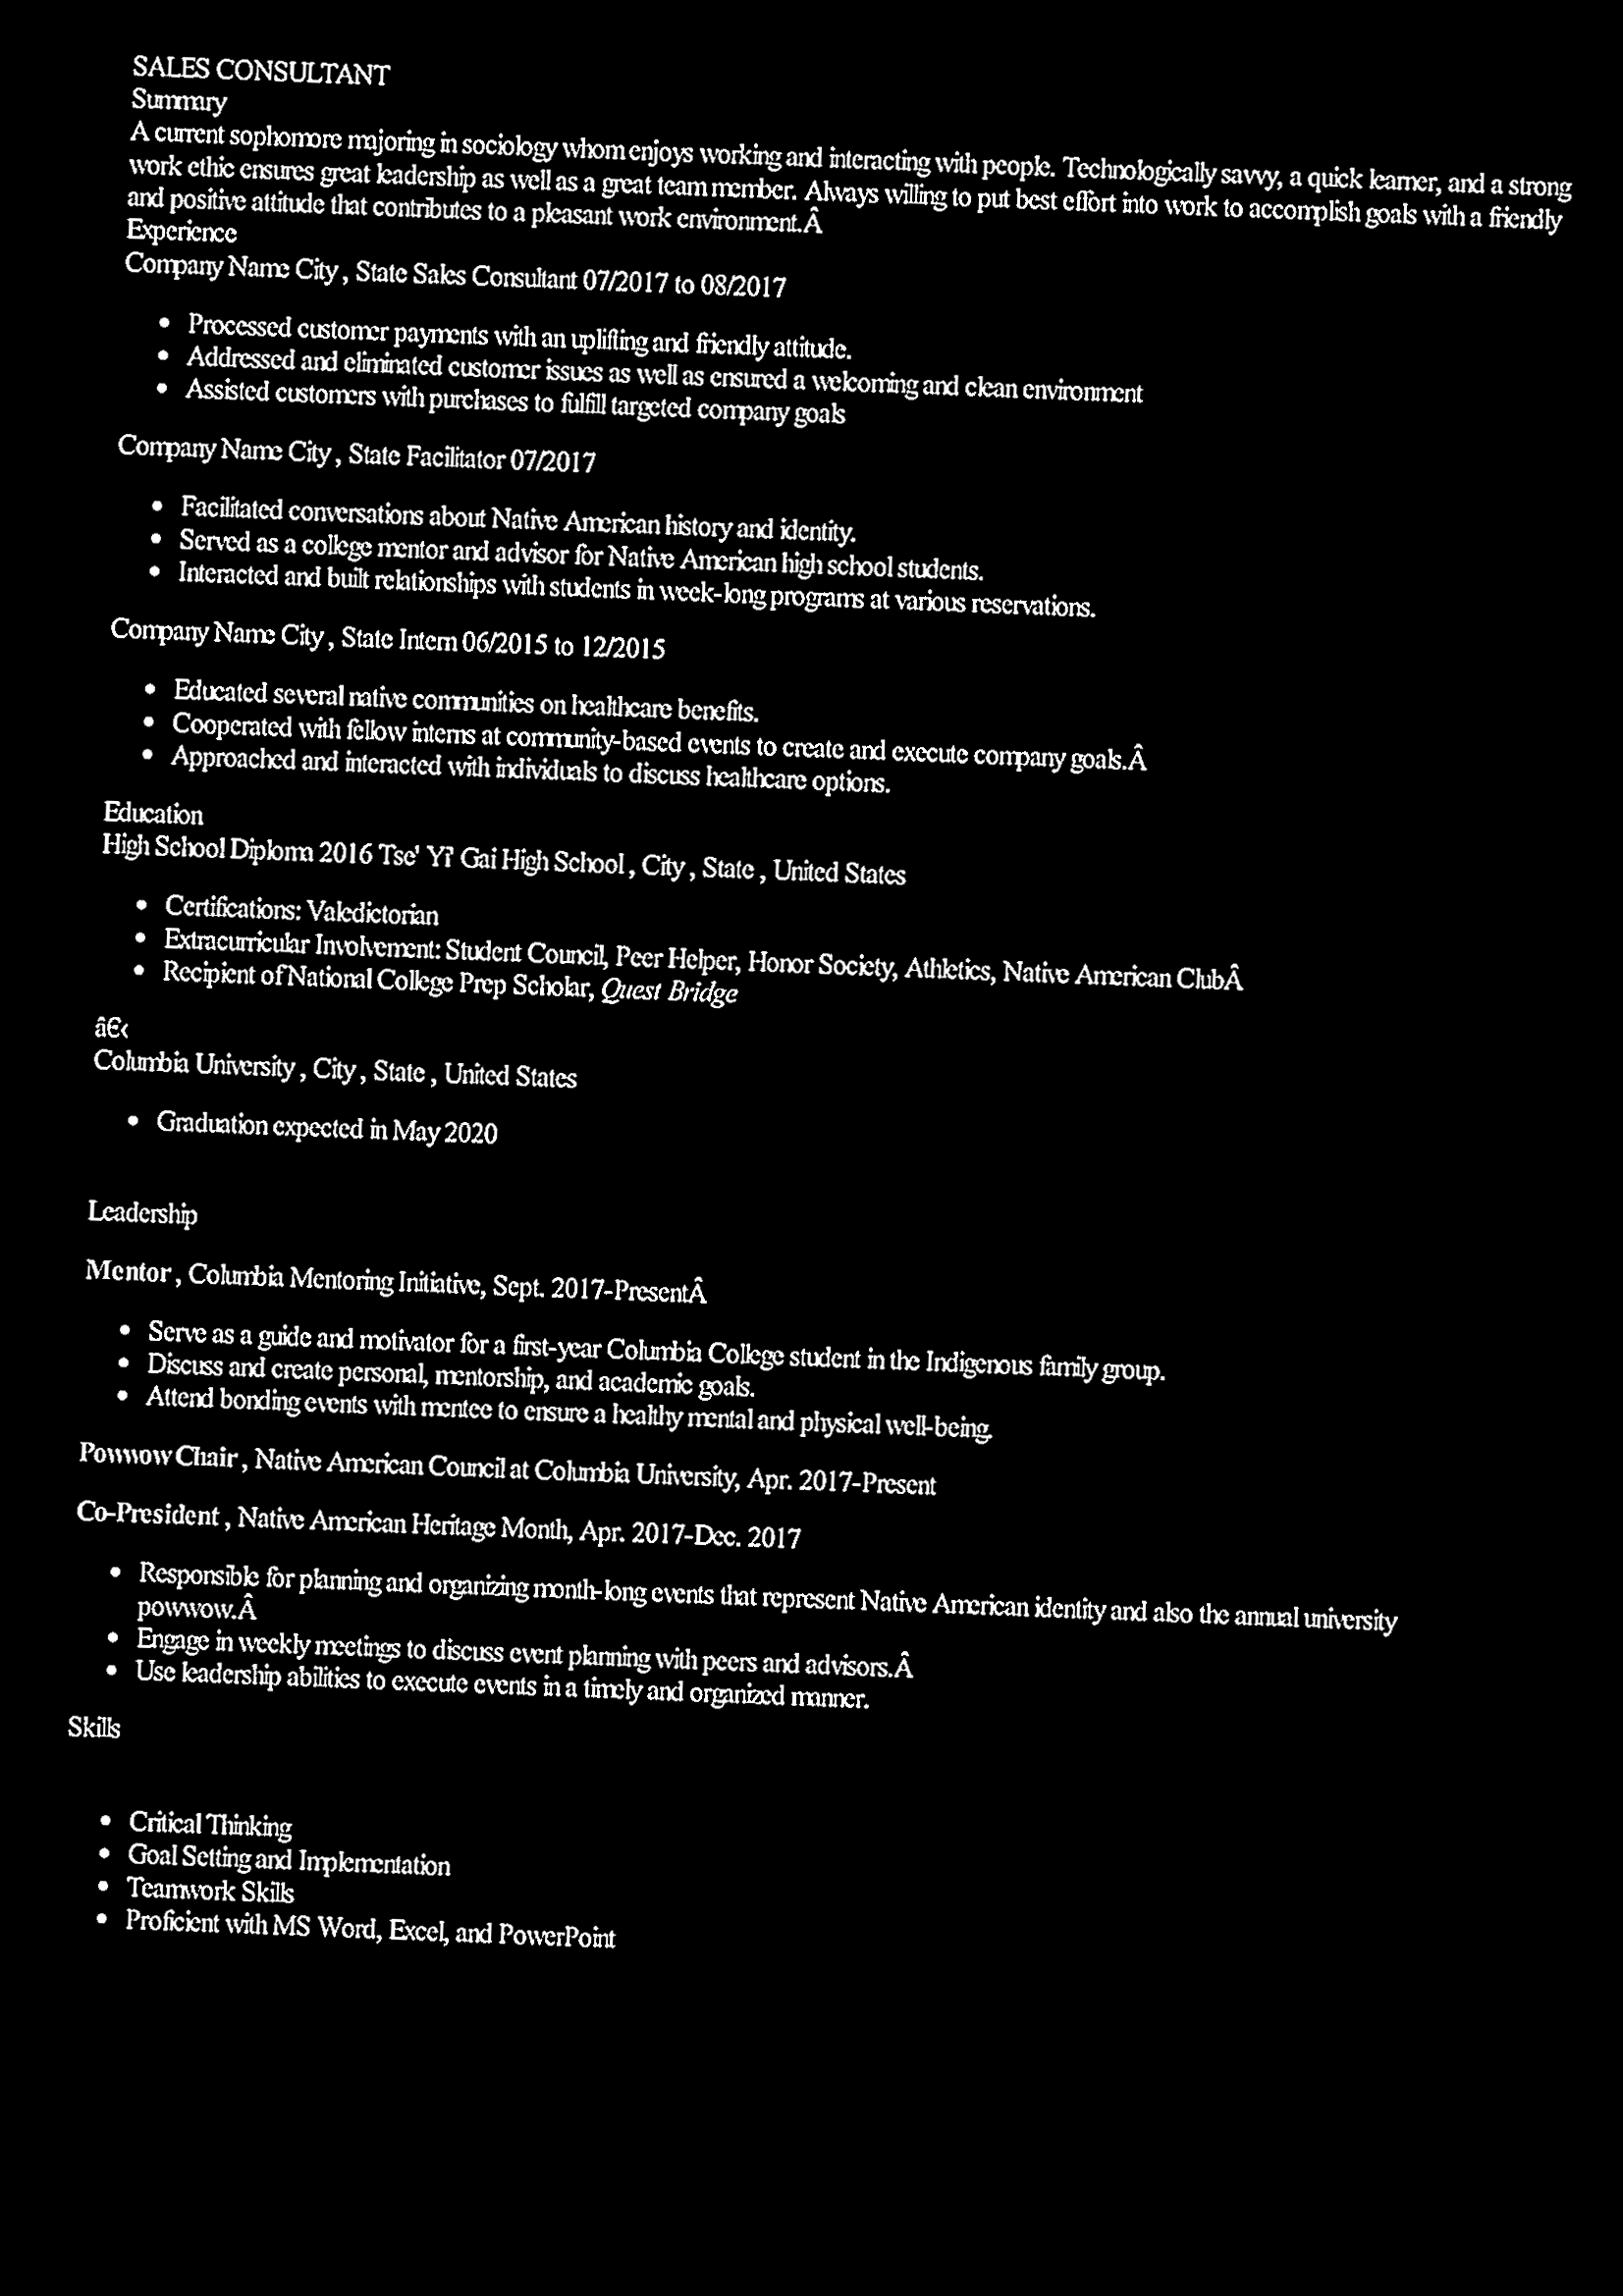 SALES CONSULTANT
Summary
A current sophomore majoring in sociology whom enjoys working and interacting with people. Technologically savvy, a quick learner, and a strong
work ethic ensures great leadership as well as a great team member. Always willing to put best effort into work to accomplish goals with a friendly
and positive attitude that contributes to a pleasant work environment.Â
Experience
Company Name City , State Sales Consultant 07/2017 to 08/2017
• Processed customer payments with an uplifting and friendly attitude.
• Addressed and eliminated customer issues as well as ensured a welcoming and clean environment
• Assisted customers with purchases to fulfill targeted company goals
Company Name City , State Facilitator 07/2017
• Facilitated conversations about Native American history and identity.
• Served as a college mentor and advisor for Native American high school students.
• Interacted and built relationships with students in week-long programs at various reservations.
Company Name City , State Intern 06/2015 to 12/2015
• Educated several native communities on healthcare benefits.
• Cooperated with fellow interns at community-based events to create and execute company goals.Â
• Approached and interacted with individuals to discuss healthcare options.
Education
High School Diploma 2016 Tse' Yi' Gai High School , City , State , United States
• Certifications: Valedictorian
• Extracurricular Involvement: Student Council, Peer Helper, Honor Society, Athletics, Native American ClubÂ
• Recipient of National College Prep Scholar, Quest Bridge
â€‹
Columbia University , City , State , United States
• Graduation expected in May 2020
Leadership
Mentor , Columbia Mentoring Initiative, Sept. 2017-PresentÂ
• Serve as a guide and motivator for a first-year Columbia College student in the Indigenous family group.
• Discuss and create personal, mentorship, and academic goals.
• Attend bonding events with mentee to ensure a healthy mental and physical well-being.
Powwow Chair , Native American Council at Columbia University, Apr. 2017-Present
Co-President , Native American Heritage Month, Apr. 2017-Dec. 2017
• Responsible for planning and organizing month-long events that represent Native American identity and also the annual university
powwow.Â
• Engage in weekly meetings to discuss event planning with peers and advisors.Â
• Use leadership abilities to execute events in a timely and organized manner.
Skills
• Critical Thinking
• Goal Setting and Implementation
• Teamwork Skills
• Proficient with MS Word, Excel, and PowerPoint